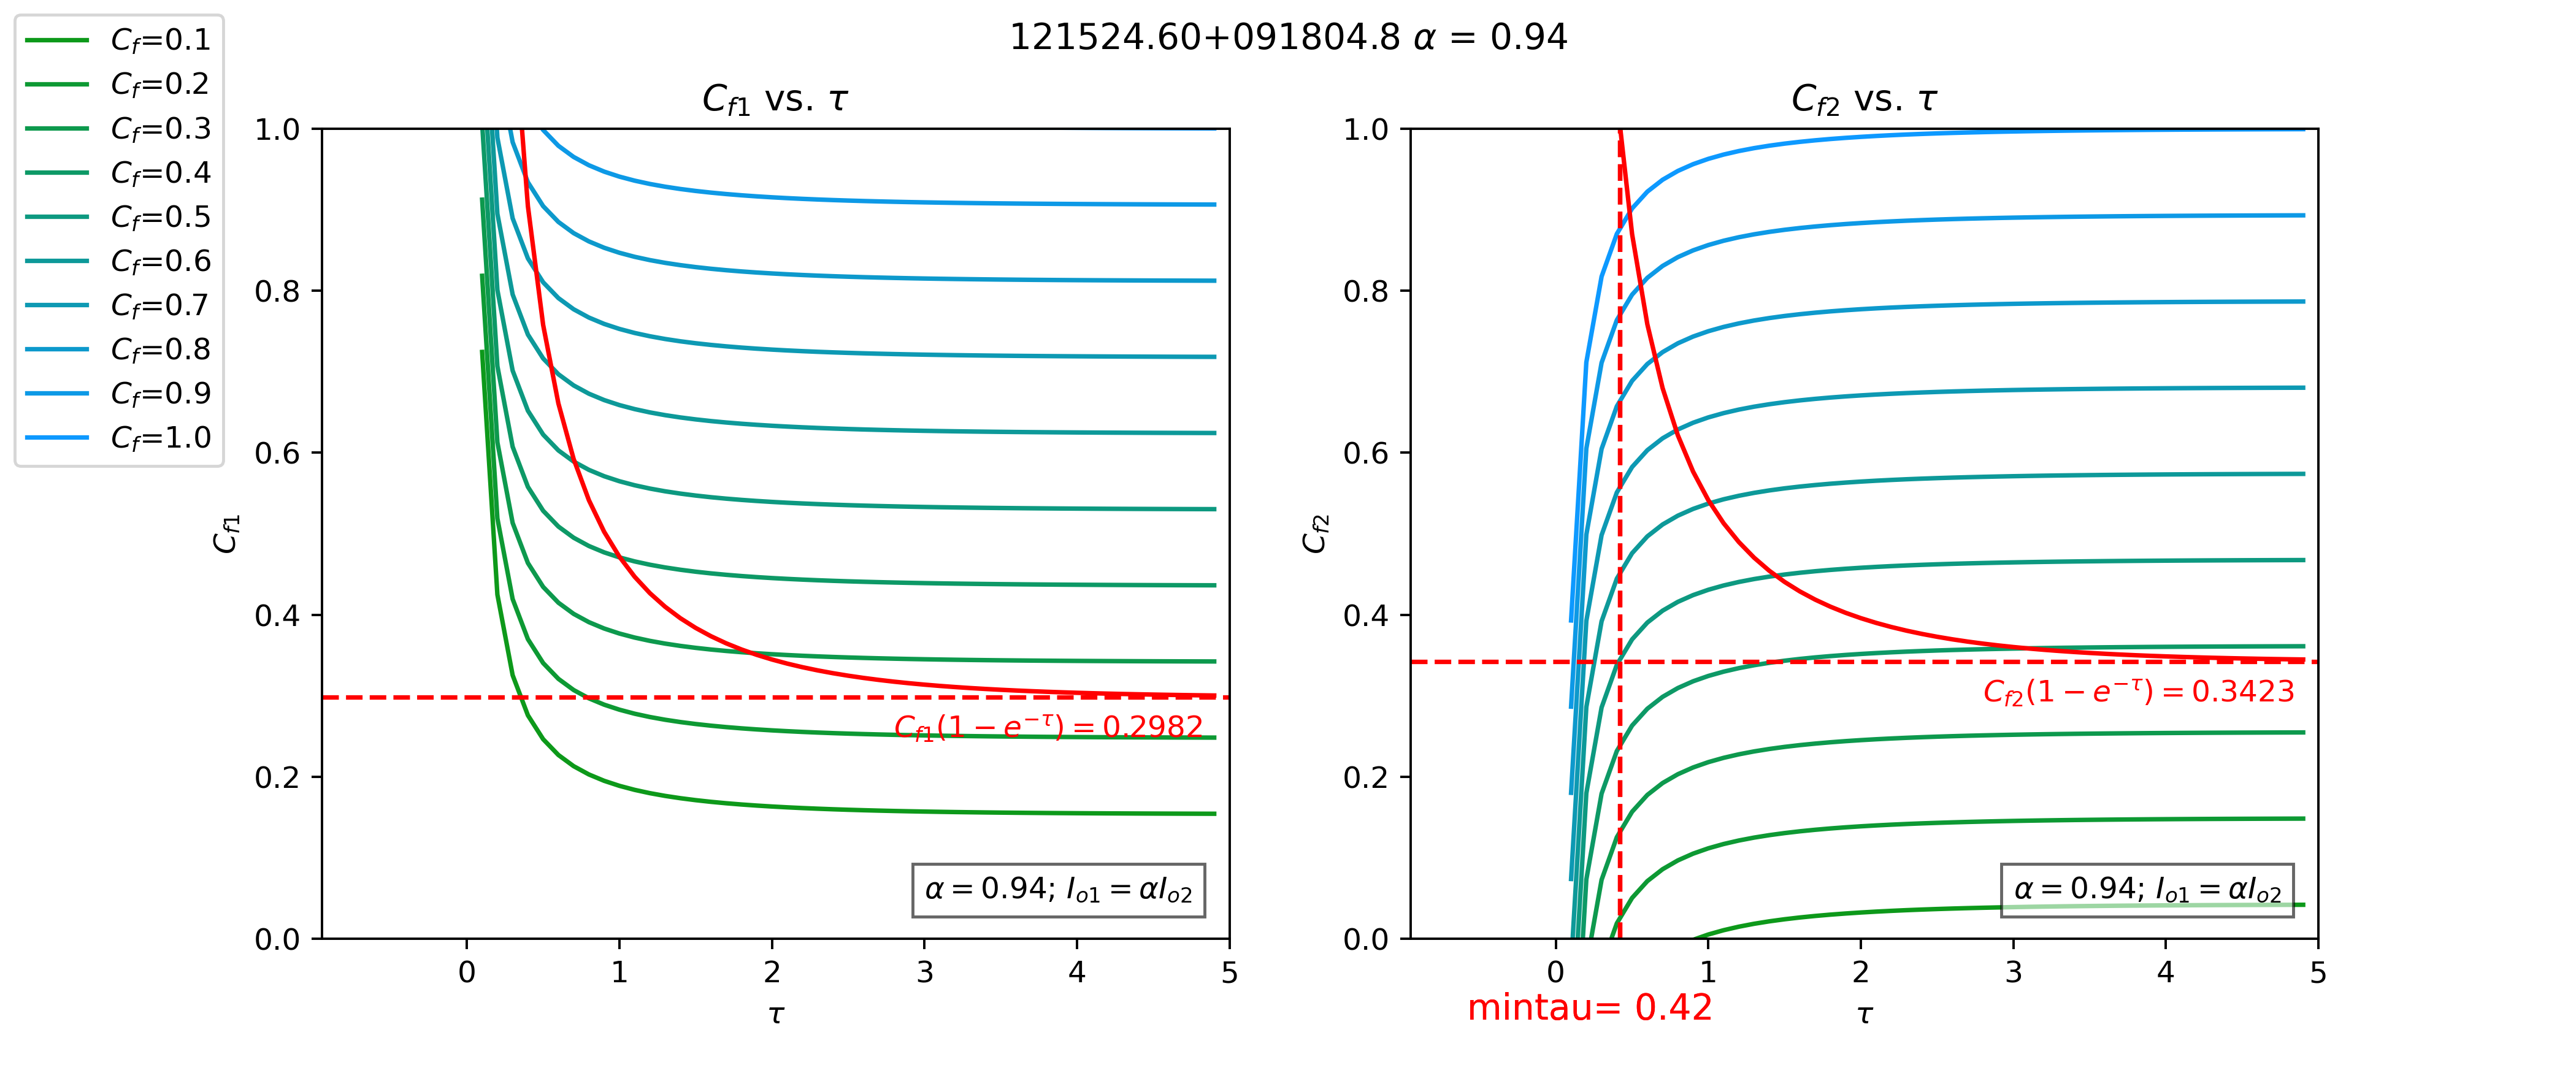 121524.60+091804.8 α = 0.94
C_f=0.1
C_f=0.2
C_f=0.3
C_f=0.4
C_f=0.5
C_f=0.6
C_f=0.7
C_f=0.8
C_f=0.9
C_f=1.0
C_f1 vs. τ
1.0
0.8
0.6
0.4
0.2
0.0
C_f1
C_f1(1 − e^−τ) = 0.2982
α = 0.94; I_o1 = αI_o2
0 1 2 3 4 5
τ
C_f2 vs. τ
1.0
0.8
0.6
0.4
0.2
0.0
C_f2
C_f2(1 − e^−τ) = 0.3423
α = 0.94; I_o1 = αI_o2
0 1 2 3 4 5
mintau= 0.42
τ